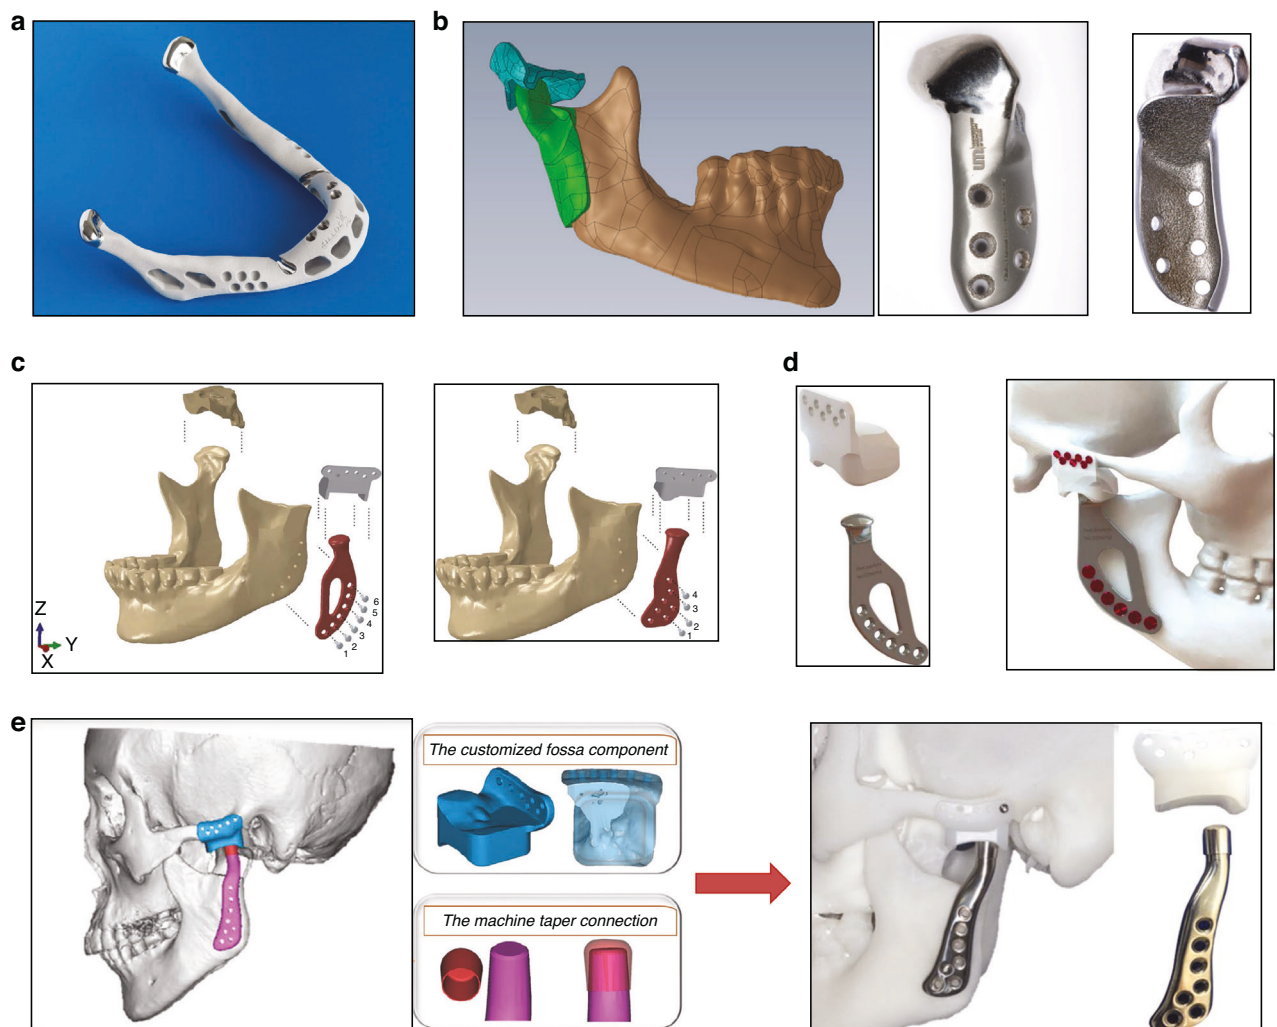 a
b
c
Z
Y
X
6
5
4
3
2
1
4
3
2
1
d
e
The customized fossa component
The machine taper connection